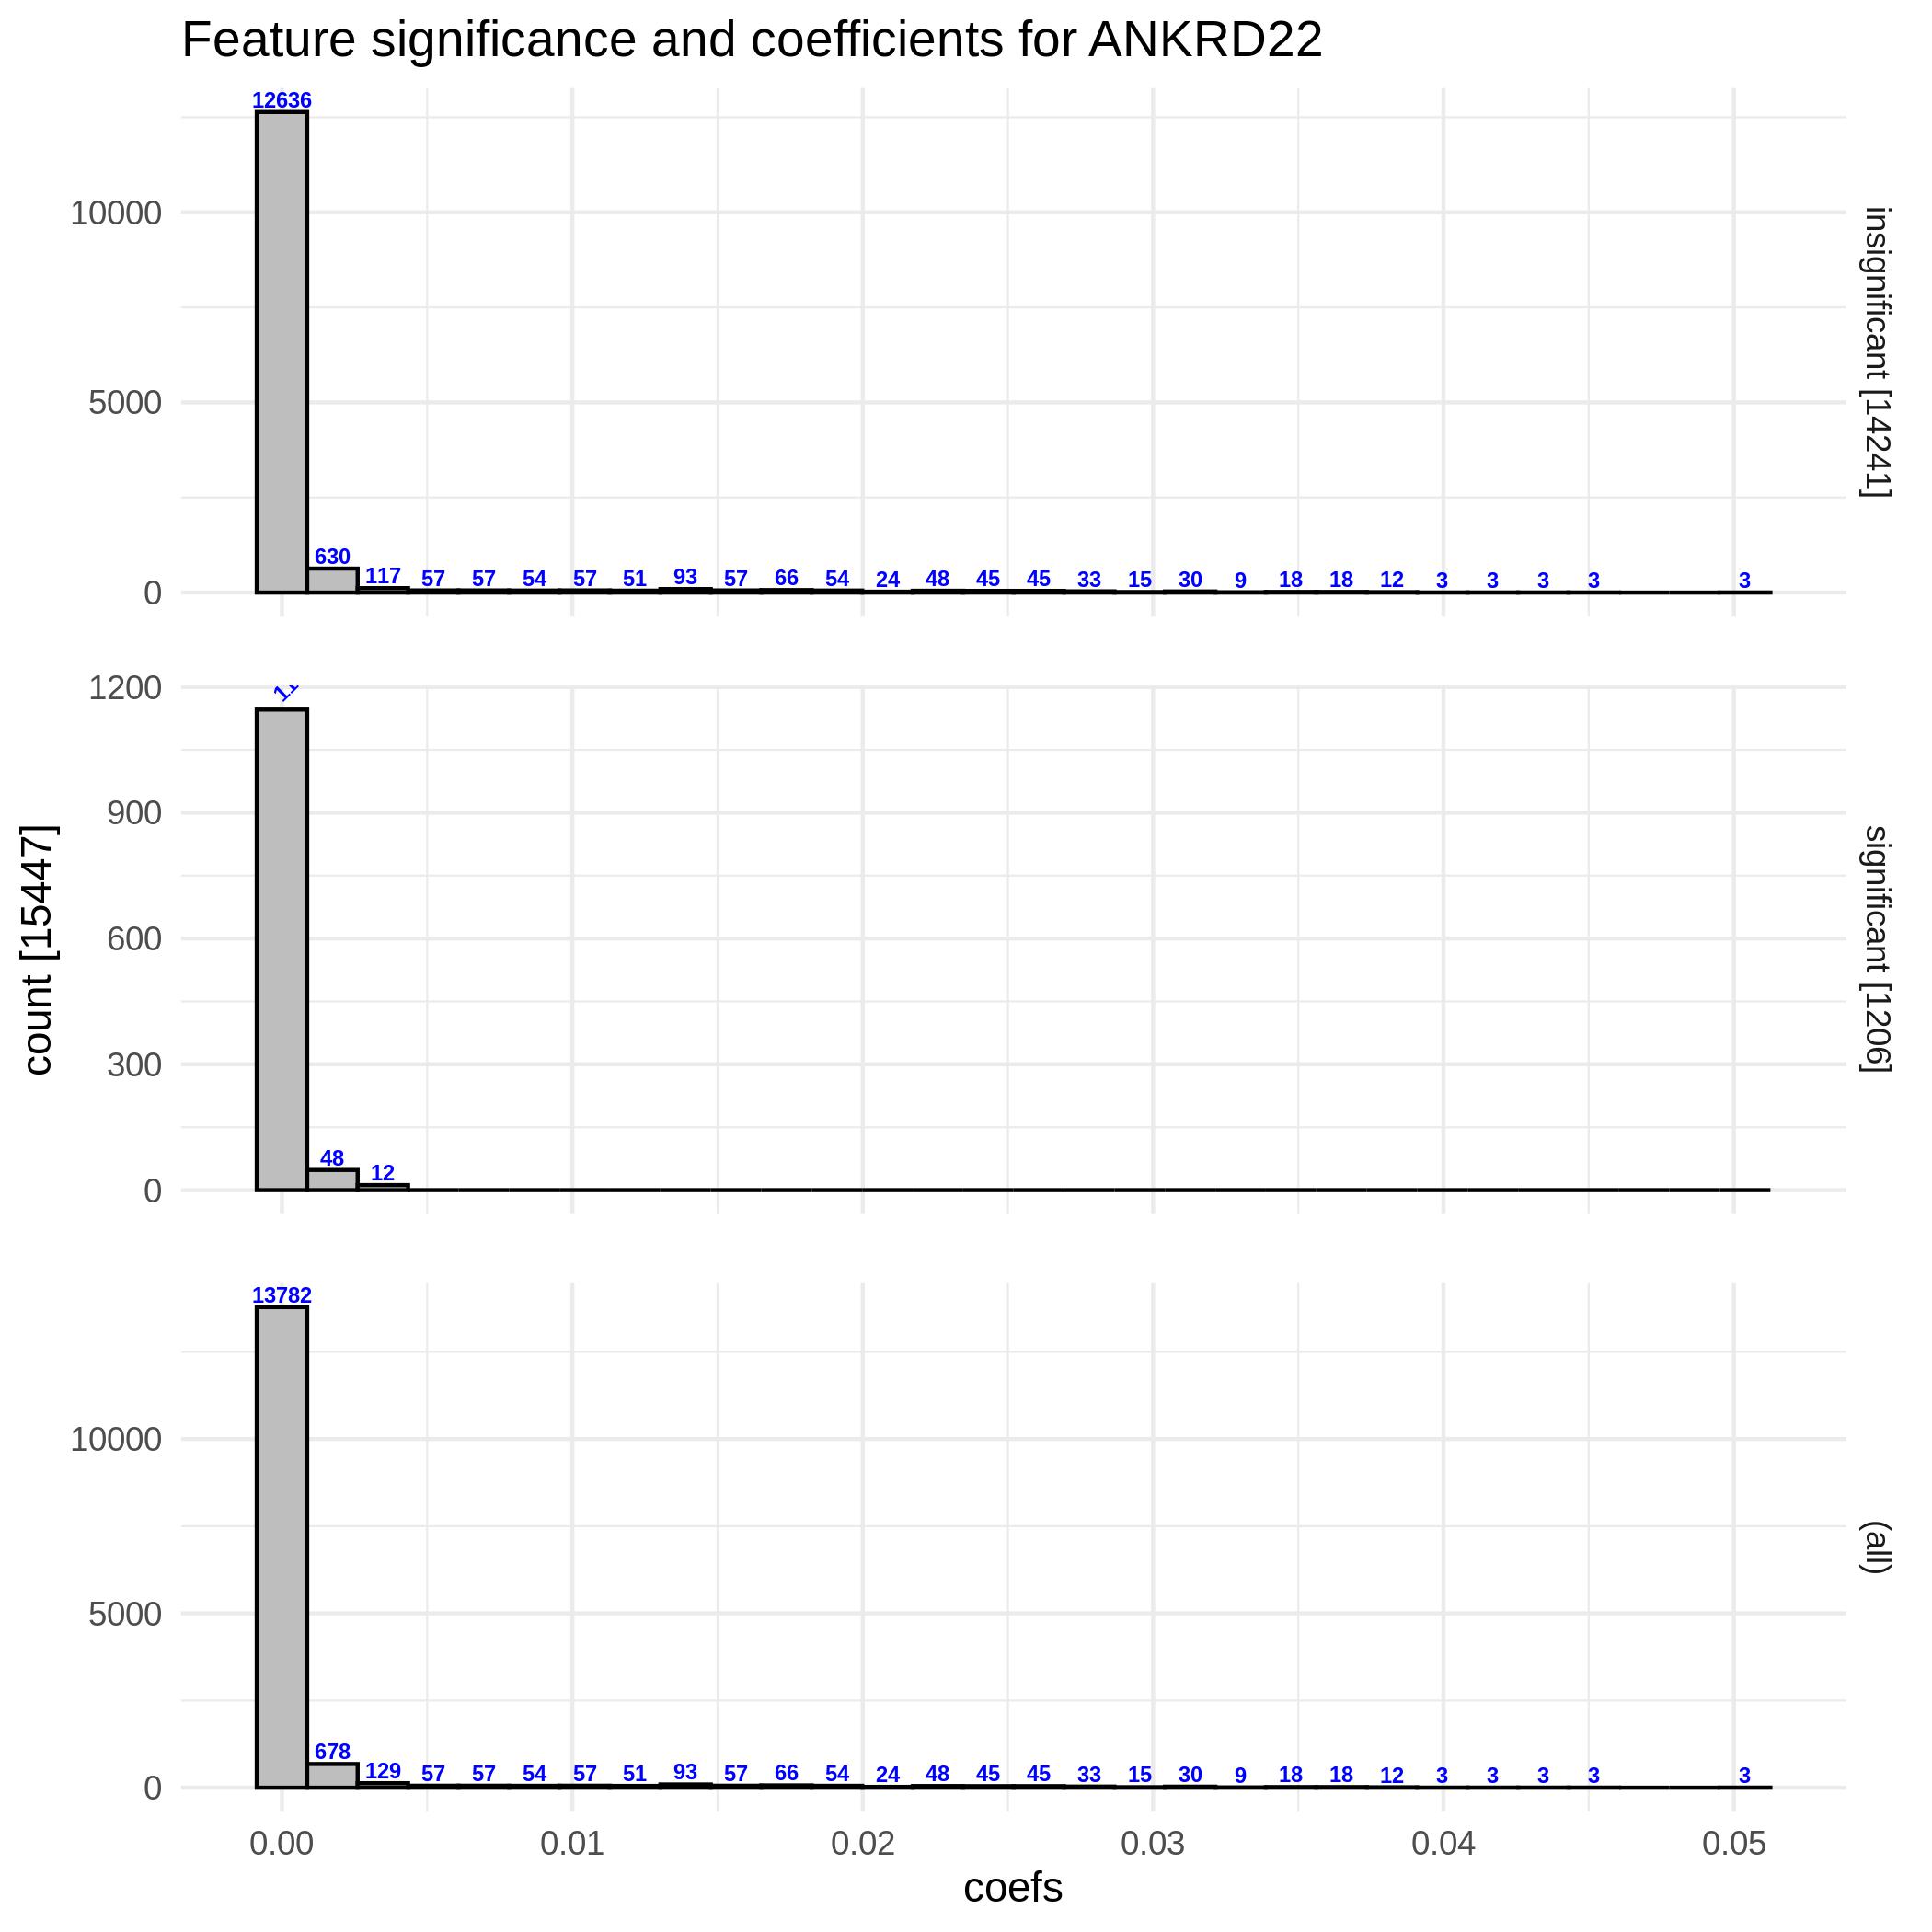 Feature significance and coefficients for ANKRD22
12636
10000
5000
0
630 117 57 57 54 57 51 93 57 66 54 24 48 45 45 33 15 30 9 18 18 12 3 3 3 3 3
insignificant [14241]
count [15447]
1200
900
600
300
0
48 12
significant [1206]
13782
10000
5000
0
678 129 57 57 54 57 51 93 57 66 54 24 48 45 45 33 15 30 9 18 18 12 3 3 3 3 3
(all)
0.00 0.01 0.02 0.03 0.04 0.05
coefs